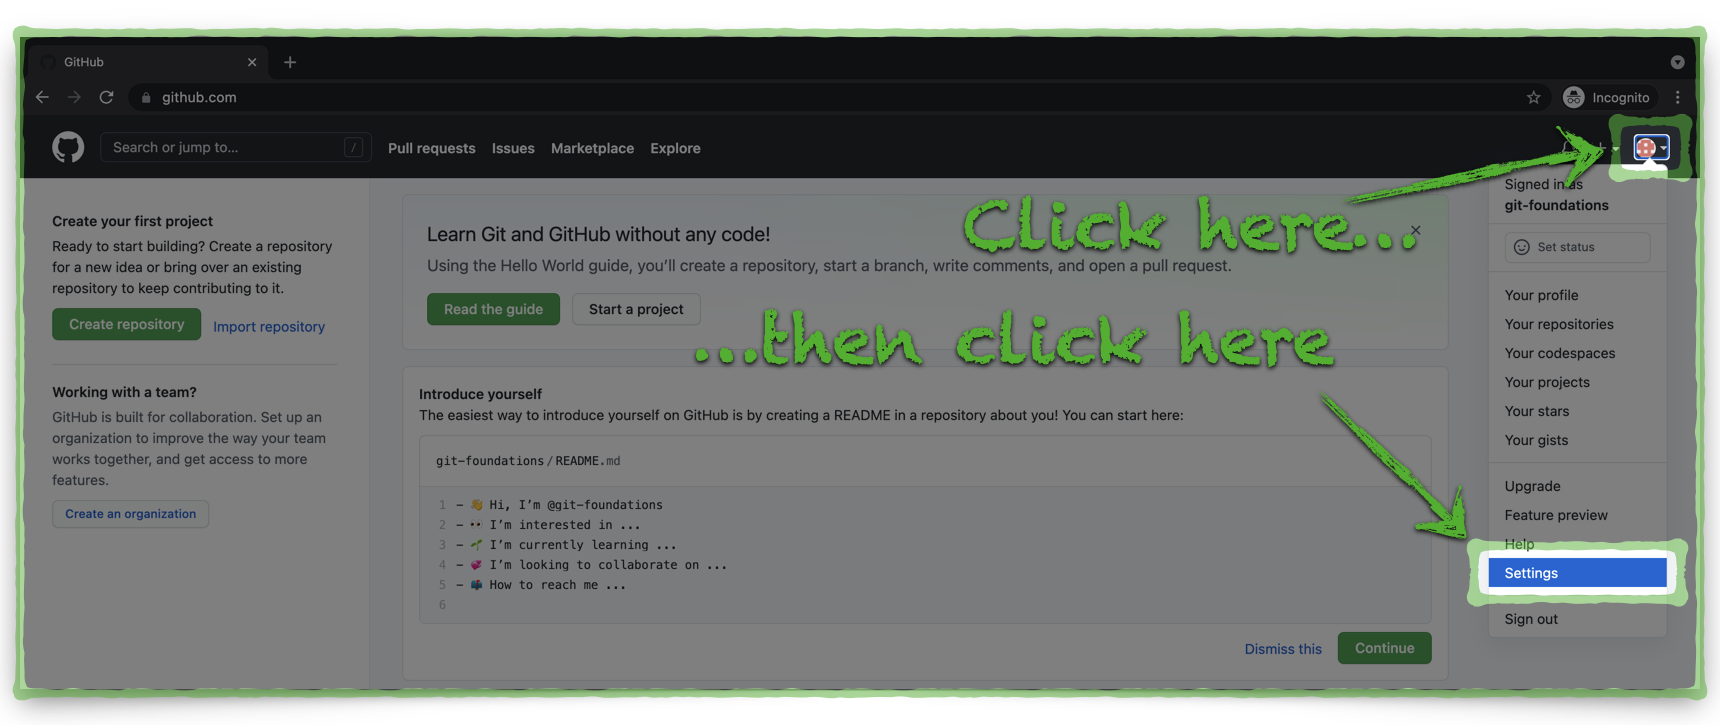 GitHub
github.com
Incognito
Search or jump to...
/
Pull requests
Issues
Marketplace
Explore
Click here...
...then click here
Create your first project
Ready to start building? Create a repository
for a new idea or bring over an existing
repository to keep contributing to it.
Create repository
Import repository
Working with a team?
GitHub is built for collaboration. Set up an
organization to improve the way your team
works together, and get access to more
features.
Create an organization
Learn Git and GitHub without any code!
Using the Hello World guide, you’ll create a repository, start a branch, write comments, and open a pull request.
Read the guide
Start a project
Introduce yourself
The easiest way to introduce yourself on GitHub is by creating a README in a repository about you! You can start here:
git-foundations/README.md
1 - 👋 Hi, I’m @git-foundations
2 - 👀 I’m interested in ...
3 - 🌱 I’m currently learning ...
4 - 💞️ I’m looking to collaborate on ...
5 - 📫 How to reach me ...
6
Dismiss this
Continue
Signed in as
git-foundations
Set status
Your profile
Your repositories
Your codespaces
Your projects
Your stars
Your gists
Upgrade
Feature preview
Help
Settings
Sign out